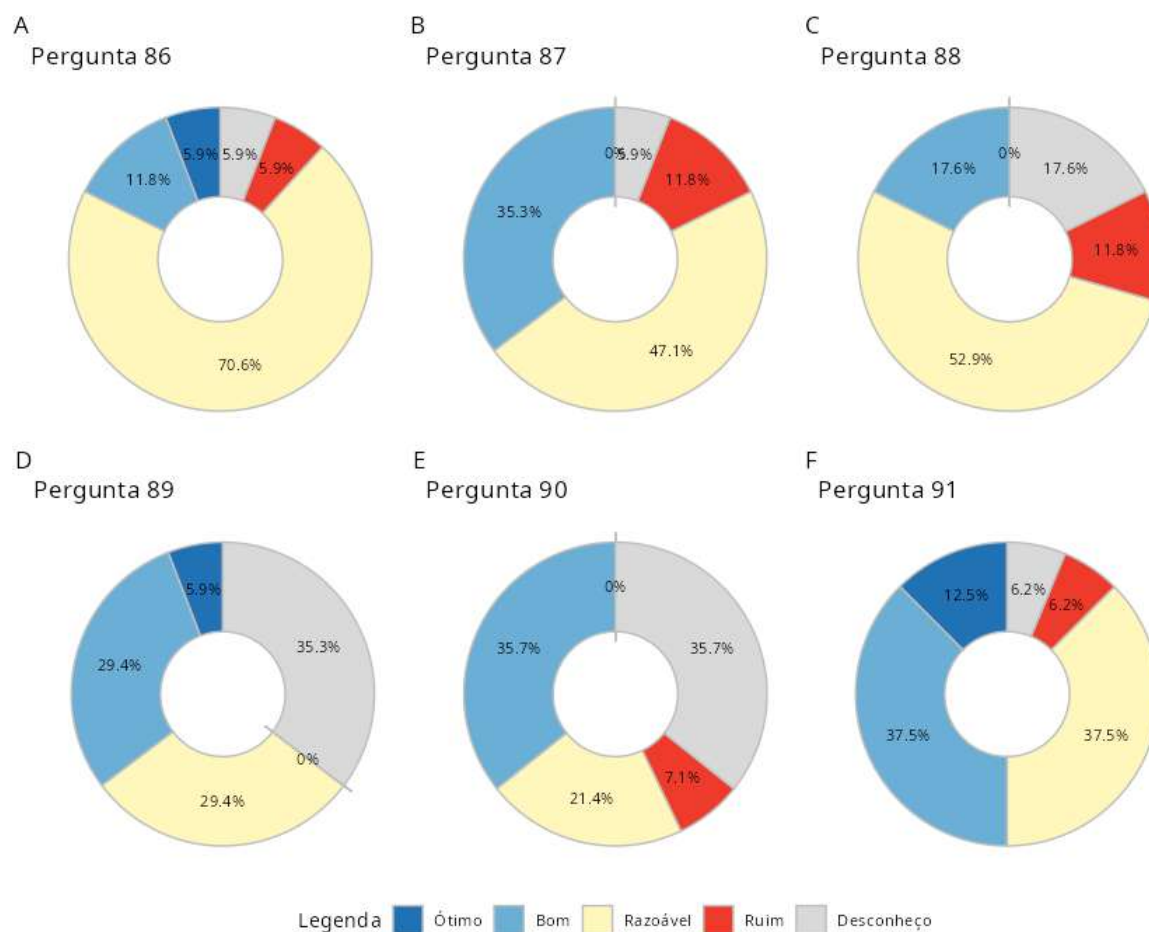 A
Pergunta 86
5.9%
5.9%
5.9%
11.8%
70.6%
B
Pergunta 87
0%
5.9%
11.8%
35.3%
47.1%
C
Pergunta 88
0%
17.6%
17.6%
11.8%
52.9%
D
Pergunta 89
5.9%
35.3%
29.4%
0%
29.4%
E
Pergunta 90
0%
35.7%
35.7%
7.1%
21.4%
F
Pergunta 91
12.5%
6.2%
6.2%
37.5%
37.5%
Legenda Ótimo Bom Razoável Ruim Desconheço